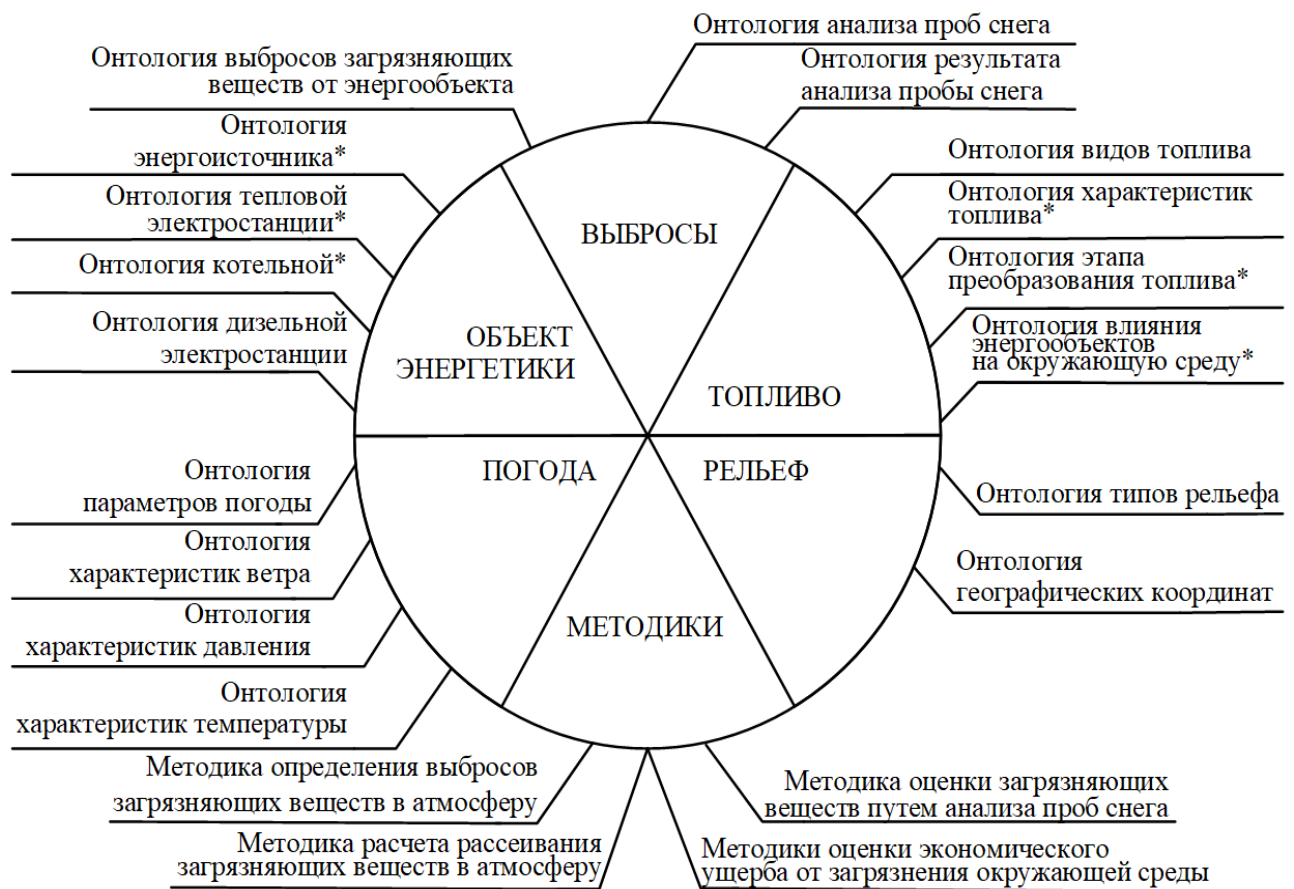 Онтология анализа проб снега
Онтология результата
анализа пробы снега
Онтология выбросов загрязняющих
веществ от энергообъекта
Онтология
энергоисточника*
Онтология тепловой
электростанции*
Онтология котельной*
Онтология дизельной
электростанции
Онтология видов топлива
Онтология характеристик
топлива*
Онтология этапа
преобразования топлива*
Онтология влияния
энергообъектов
на окружающую среду*
ВЫБРОСЫ
ОБЪЕКТ
ЭНЕРГЕТИКИ
ТОПЛИВО
ПОГОДА
РЕЛЬЕФ
МЕТОДИКИ
Онтология
параметров погоды
Онтология
характеристик ветра
Онтология
характеристик давления
Онтология
характеристик температуры
Онтология типов рельефа
Онтология
географических координат
Методика определения выбросов
загрязняющих веществ в атмосферу
Методика расчета рассеивания
загрязняющих веществ в атмосферу
Методика оценки загрязняющих
веществ путем анализа проб снега
Методики оценки экономического
ущерба от загрязнения окружающей среды